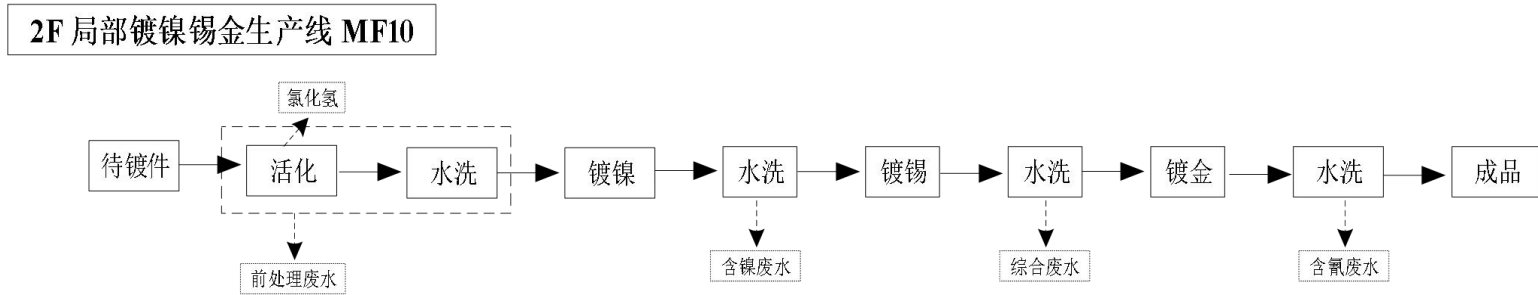 2F 局部镀镍锡金生产线 MF10
氯化氢
待镀件
活化
水洗
镀镍
水洗
镀锡
水洗
镀金
水洗
成品
前处理废水
含镍废水
综合废水
含氰废水